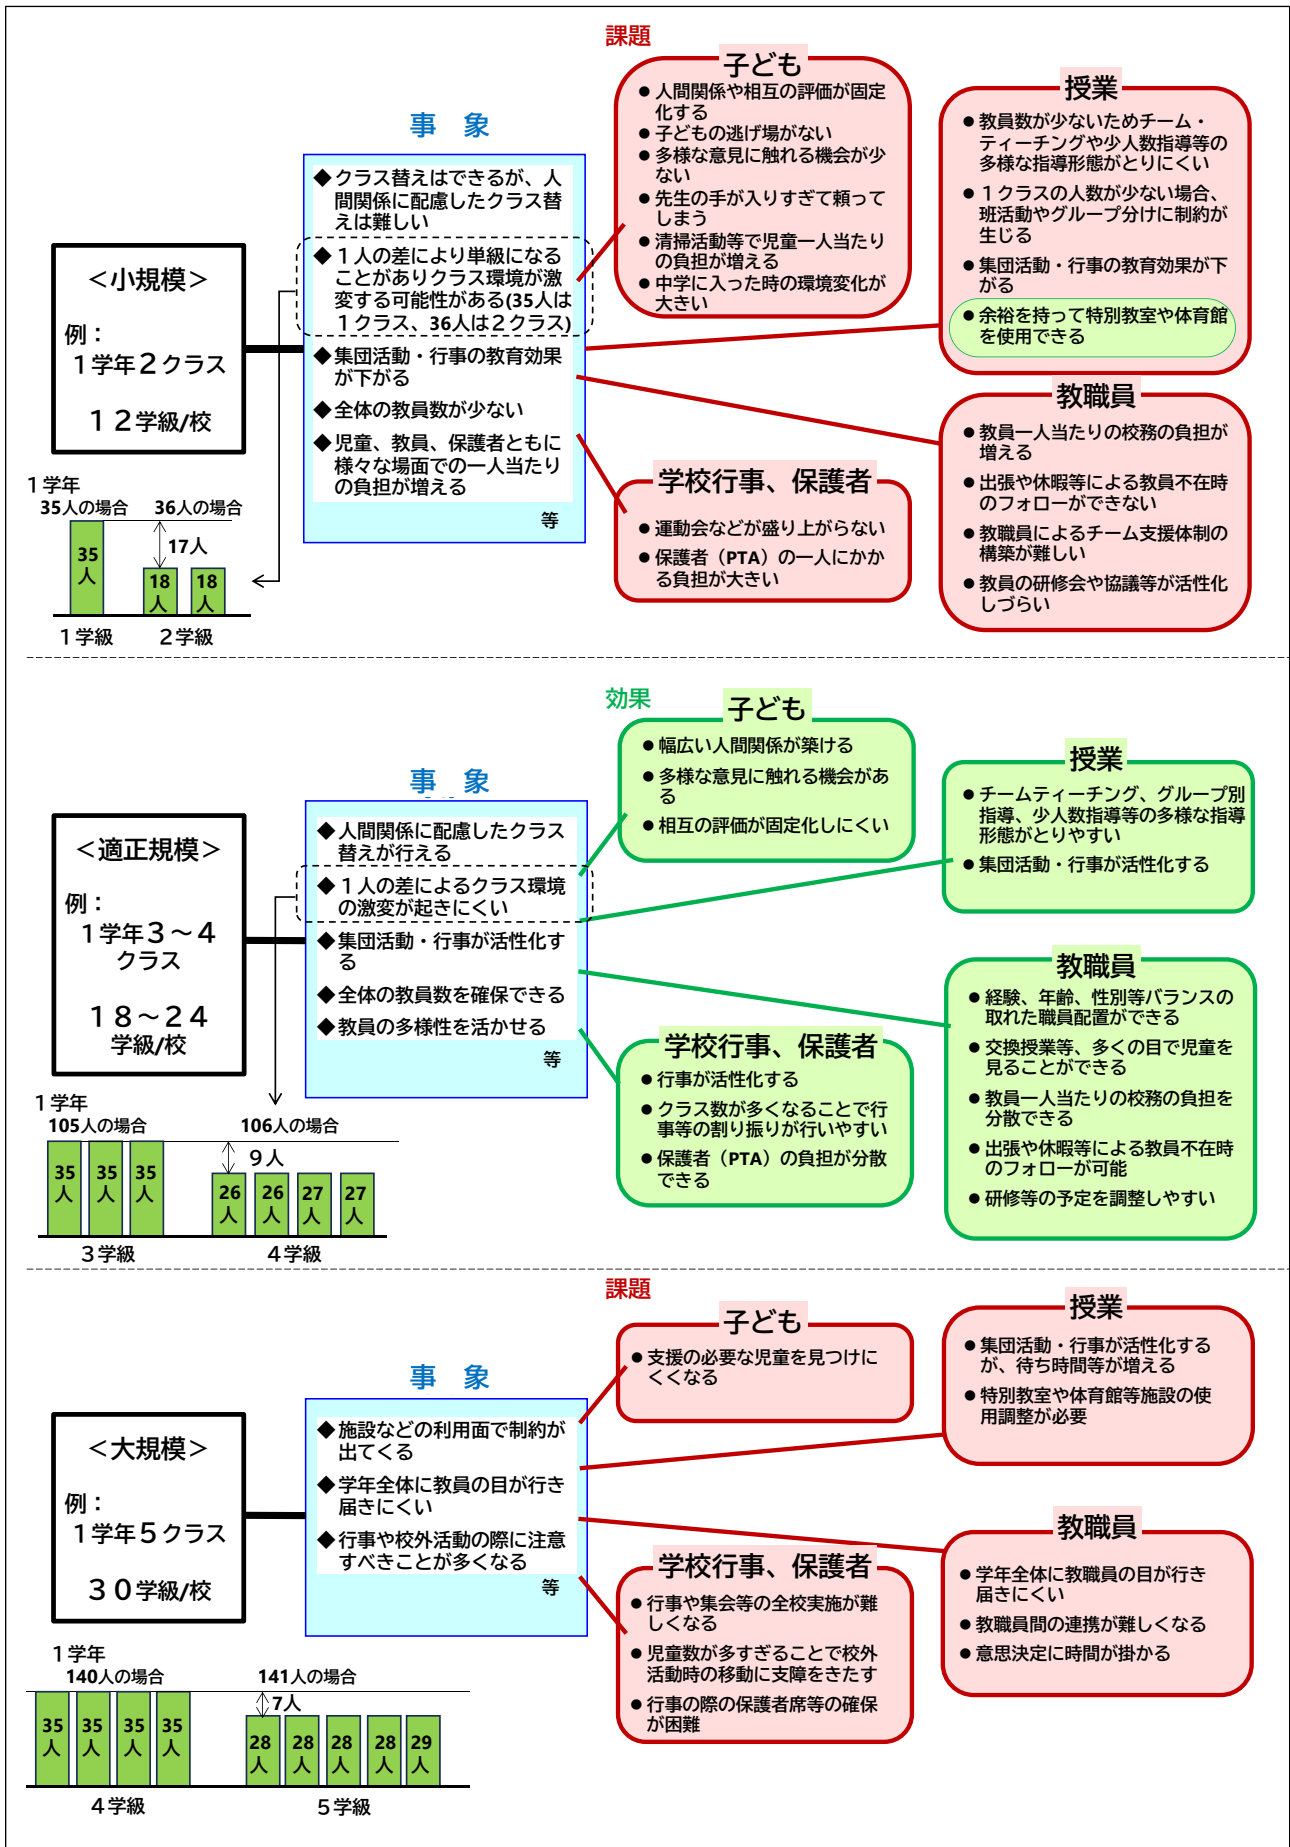 課題
事　象
◆クラス替えはできるが、人
間関係に配慮したクラス替
えは難しい
◆１人の差により単級になる
ことがありクラス環境が激
変する可能性がある(35人は
１クラス、36人は２クラス)
◆集団活動・行事の教育効果
が下がる
◆全体の教員数が少ない
◆児童、教員、保護者ともに
様々な場面での一人当たり
の負担が増える
等
＜小規模＞
例：
１学年２クラス
１２学級/校
１学年
35人の場合
36人の場合
17人
35
人
18
人
18
人
１学級
２学級
子ども
●人間関係や相互の評価が固定
化する
●子どもの逃げ場がない
●多様な意見に触れる機会が少
ない
●先生の手が入りすぎて頼って
しまう
●清掃活動等で児童一人当たり
の負担が増える
●中学に入った時の環境変化が
大きい
授業
●教員数が少ないためチーム・
ティーチングや少人数指導等の
多様な指導形態がとりにくい
●１クラスの人数が少ない場合、
班活動やグループ分けに制約が
生じる
●集団活動・行事の教育効果が下
がる
●余裕を持って特別教室や体育館
を使用できる
学校行事、保護者
●運動会などが盛り上がらない
●保護者（PTA）の一人にかか
る負担が大きい
教職員
●教員一人当たりの校務の負担が
増える
●出張や休暇等による教員不在時
のフォローができない
●教職員によるチーム支援体制の
構築が難しい
●教員の研修会や協議等が活性化
しづらい
効果
事　象
◆人間関係に配慮したクラス
替えが行える
◆１人の差によるクラス環境
の激変が起きにくい
◆集団活動・行事が活性化す
る
◆全体の教員数を確保できる
◆教員の多様性を活かせる
等
＜適正規模＞
例：
１学年３～４
クラス
１８～２４
学級/校
１学年
105人の場合
106人の場合
９人
35
人
35
人
35
人
26
人
26
人
27
人
27
人
３学級
４学級
子ども
●幅広い人間関係が築ける
●多様な意見に触れる機会があ
る
●相互の評価が固定化しにくい
授業
●チームティーチング、グループ別
指導、少人数指導等の多様な指導
形態がとりやすい
●集団活動・行事が活性化する
学校行事、保護者
●行事が活性化する
●クラス数が多くなることで行
事等の割り振りが行いやすい
●保護者（PTA）の負担が分散
できる
教職員
●経験、年齢、性別等バランスの
取れた職員配置ができる
●交換授業等、多くの目で児童を
見ることができる
●教員一人当たりの校務の負担を
分散できる
●出張や休暇等による教員不在時
のフォローが可能
●研修等の予定を調整しやすい
課題
事　象
◆施設などの利用面で制約が
出てくる
◆学年全体に教員の目が行き
届きにくい
◆行事や校外活動の際に注意
すべきことが多くなる
等
＜大規模＞
例：
１学年５クラス
３０学級/校
１学年
140人の場合
141人の場合
7人
35
人
35
人
35
人
35
人
28
人
28
人
28
人
28
人
29
人
４学級
５学級
子ども
●支援の必要な児童を見つけに
くくなる
授業
●集団活動・行事が活性化する
が、待ち時間等が増える
●特別教室や体育館等施設の使
用調整が必要
学校行事、保護者
●行事や集会等の全校実施が難
しくなる
●児童数が多すぎることで校外
活動時の移動に支障をきたす
●行事の際の保護者席等の確保
が困難
教職員
●学年全体に教職員の目が行き
届きにくい
●教職員間の連携が難しくなる
●意思決定に時間が掛かる